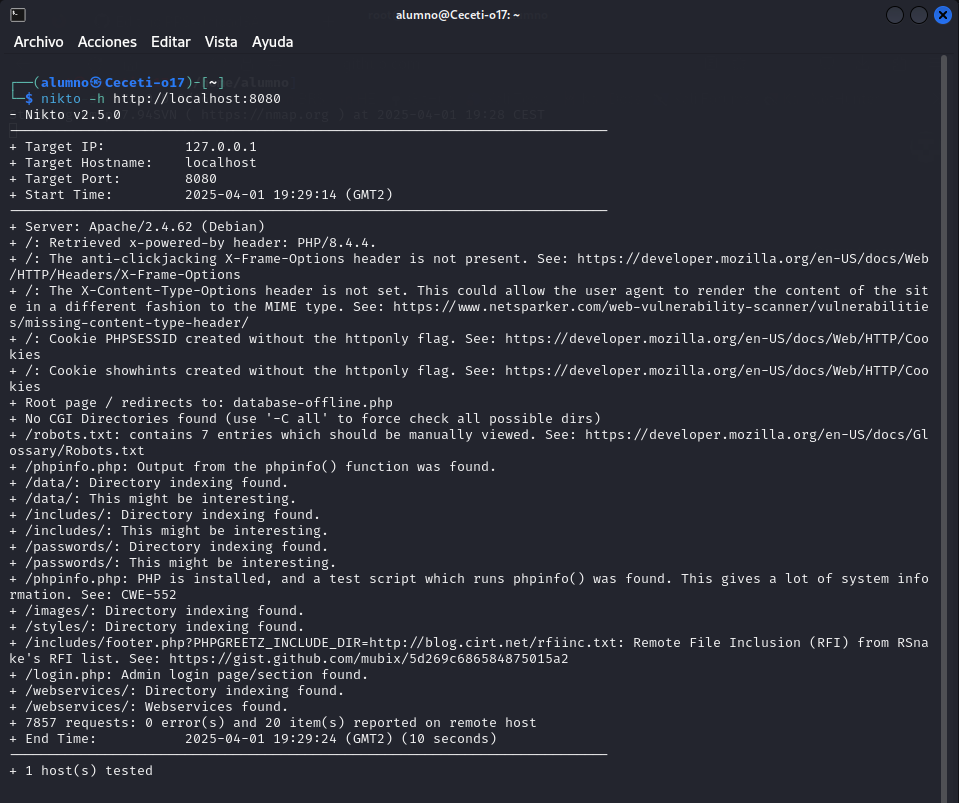 alumno@Ceceti-o17: ~
Archivo Acciones Editar Vista Ayuda
┌──(alumno㉿Ceceti-o17)-[~]
└─$ nikto -h http://localhost:8080
- Nikto v2.5.0
+ Target IP: 127.0.0.1
+ Target Hostname: localhost
+ Target Port: 8080
+ Start Time: 2025-04-01 19:29:14 (GMT2)
+ Server: Apache/2.4.62 (Debian)
+ /: Retrieved x-powered-by header: PHP/8.4.4.
+ /: The anti-clickjacking X-Frame-Options header is not present. See: https://developer.mozilla.org/en-US/docs/Web
/HTTP/Headers/X-Frame-Options
+ /: The X-Content-Type-Options header is not set. This could allow the user agent to render the content of the sit
e in a different fashion to the MIME type. See: https://www.netsparker.com/web-vulnerability-scanner/vulnerabilitie
s/missing-content-type-header/
+ /: Cookie PHPSESSID created without the httponly flag. See: https://developer.mozilla.org/en-US/docs/Web/HTTP/Coo
kies
+ /: Cookie showhints created without the httponly flag. See: https://developer.mozilla.org/en-US/docs/Web/HTTP/Coo
kies
+ Root page / redirects to: database-offline.php
+ No CGI Directories found (use '-C all' to force check all possible dirs)
+ /robots.txt: contains 7 entries which should be manually viewed. See: https://developer.mozilla.org/en-US/docs/Gl
ossary/Robots.txt
+ /phpinfo.php: Output from the phpinfo() function was found.
+ /data/: Directory indexing found.
+ /data/: This might be interesting.
+ /includes/: Directory indexing found.
+ /includes/: This might be interesting.
+ /passwords/: Directory indexing found.
+ /passwords/: This might be interesting.
+ /phpinfo.php: PHP is installed, and a test script which runs phpinfo() was found. This gives a lot of system info
rmation. See: CWE-552
+ /images/: Directory indexing found.
+ /styles/: Directory indexing found.
+ /includes/footer.php?PHPGREETZ_INCLUDE_DIR=http://blog.cirt.net/rfiinc.txt: Remote File Inclusion (RFI) from RSna
ke's RFI list. See: https://gist.github.com/mubix/5d269c686584875015a2
+ /login.php: Admin login page/section found.
+ /webservices/: Directory indexing found.
+ /webservices/: Webservices found.
+ 7857 requests: 0 error(s) and 20 item(s) reported on remote host
+ End Time: 2025-04-01 19:29:24 (GMT2) (10 seconds)
+ 1 host(s) tested